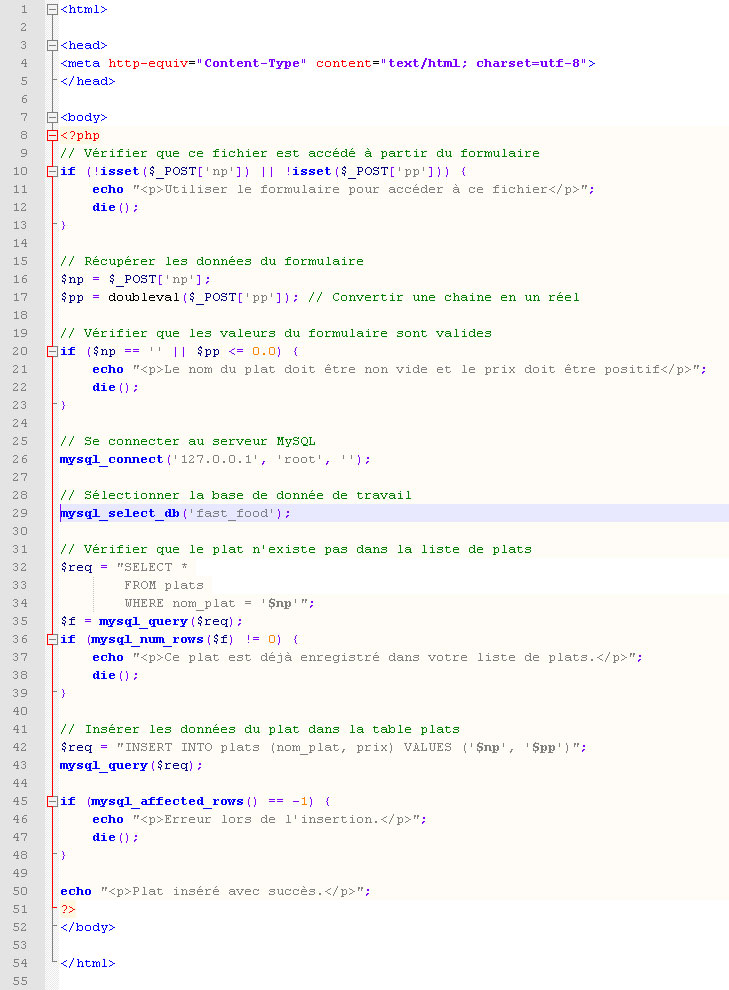 1 <html>
2
3 <head>
4 <meta http-equiv="Content-Type" content="text/html; charset=utf-8">
5 </head>
6
7 <body>
8 <?php
9 // Vérifier que ce fichier est accédé à partir du formulaire
10 if (!isset($_POST['np']) || !isset($_POST['pp'])) {
11     echo "<p>Utiliser le formulaire pour accéder à ce fichier</p>";
12     die();
13 }
14
15 // Récupérer les données du formulaire
16 $np = $_POST['np'];
17 $pp = doubleval($_POST['pp']); // Convertir une chaine en un réel
18
19 // Vérifier que les valeurs du formulaire sont valides
20 if ($np == '' || $pp <= 0.0) {
21     echo "<p>Le nom du plat doit être non vide et le prix doit être positif</p>";
22     die();
23 }
24
25 // Se connecter au serveur MySQL
26 mysql_connect('127.0.0.1', 'root', '');
27
28 // Sélectionner la base de donnée de travail
29 mysql_select_db('fast_food');
30
31 // Vérifier que le plat n'existe pas dans la liste de plats
32 $req = "SELECT *
33         FROM plats
34         WHERE nom_plat = '$np'";
35 $f = mysql_query($req);
36 if (mysql_num_rows($f) != 0) {
37     echo "<p>Ce plat est déjà enregistré dans votre liste de plats.</p>";
38     die();
39 }
40
41 // Insérer les données du plat dans la table plats
42 $req = "INSERT INTO plats (nom_plat, prix) VALUES ('$np', '$pp')";
43 mysql_query($req);
44
45 if (mysql_affected_rows() == -1) {
46     echo "<p>Erreur lors de l'insertion.</p>";
47     die();
48 }
49
50 echo "<p>Plat inséré avec succès.</p>";
51 ?>
52 </body>
53
54 </html>
55